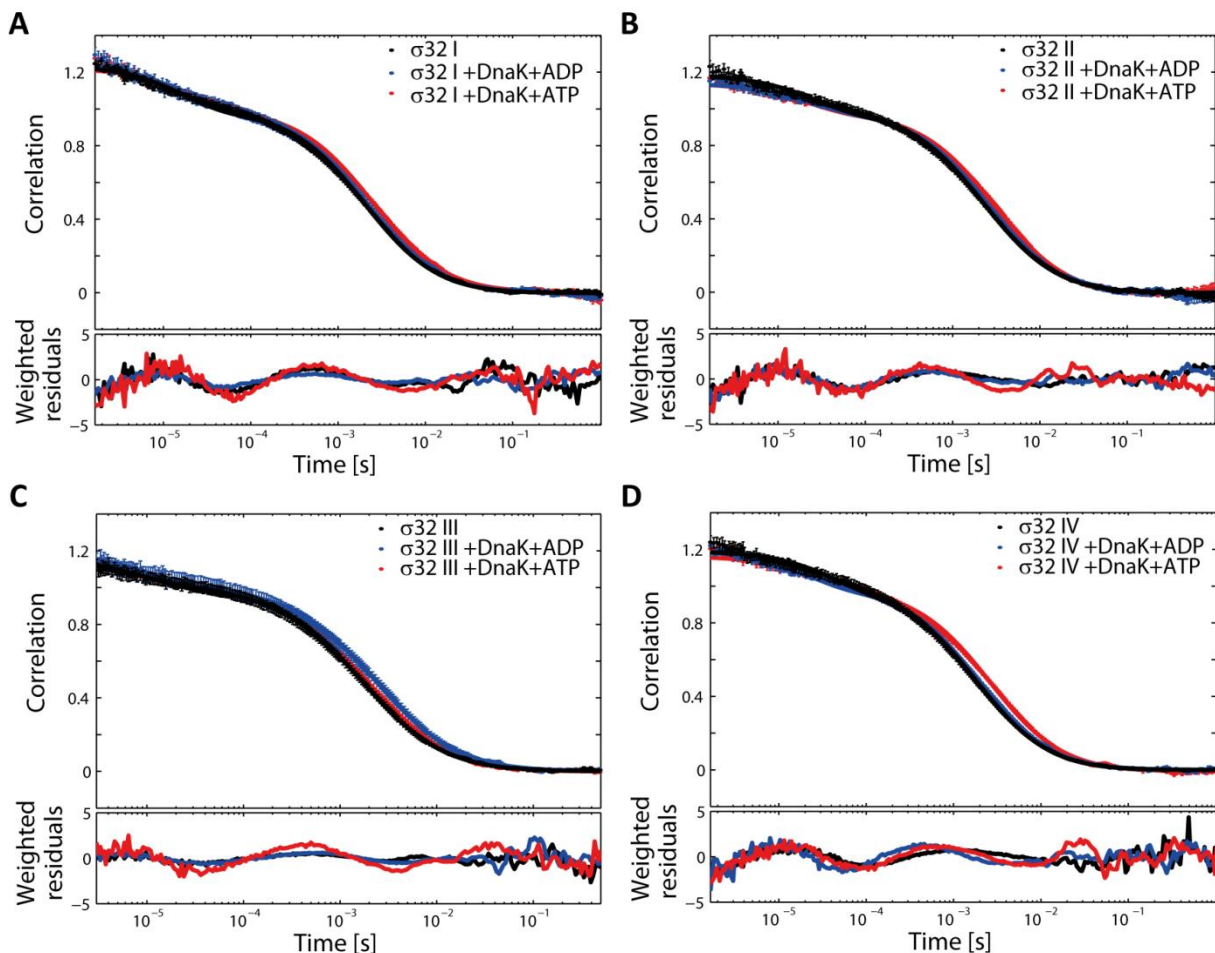 A
σ32 I
σ32 I +DnaK+ADP
σ32 I +DnaK+ATP
1.2
0.8
0.4
0
Correlation
5
0
−5
Weighted
residuals
10⁻⁵ 10⁻⁴ 10⁻³ 10⁻² 10⁻¹
Time [s]
B
σ32 II
σ32 II +DnaK+ADP
σ32 II +DnaK+ATP
1.2
0.8
0.4
0
Correlation
5
0
−5
Weighted
residuals
10⁻⁵ 10⁻⁴ 10⁻³ 10⁻² 10⁻¹
Time [s]
C
σ32 III
σ32 III +DnaK+ADP
σ32 III +DnaK+ATP
1.2
0.8
0.4
0
Correlation
5
0
−5
Weighted
residuals
10⁻⁵ 10⁻⁴ 10⁻³ 10⁻² 10⁻¹
Time [s]
D
σ32 IV
σ32 IV +DnaK+ADP
σ32 IV +DnaK+ATP
1.2
0.8
0.4
0
Correlation
5
0
−5
Weighted
residuals
10⁻⁵ 10⁻⁴ 10⁻³ 10⁻² 10⁻¹
Time [s]